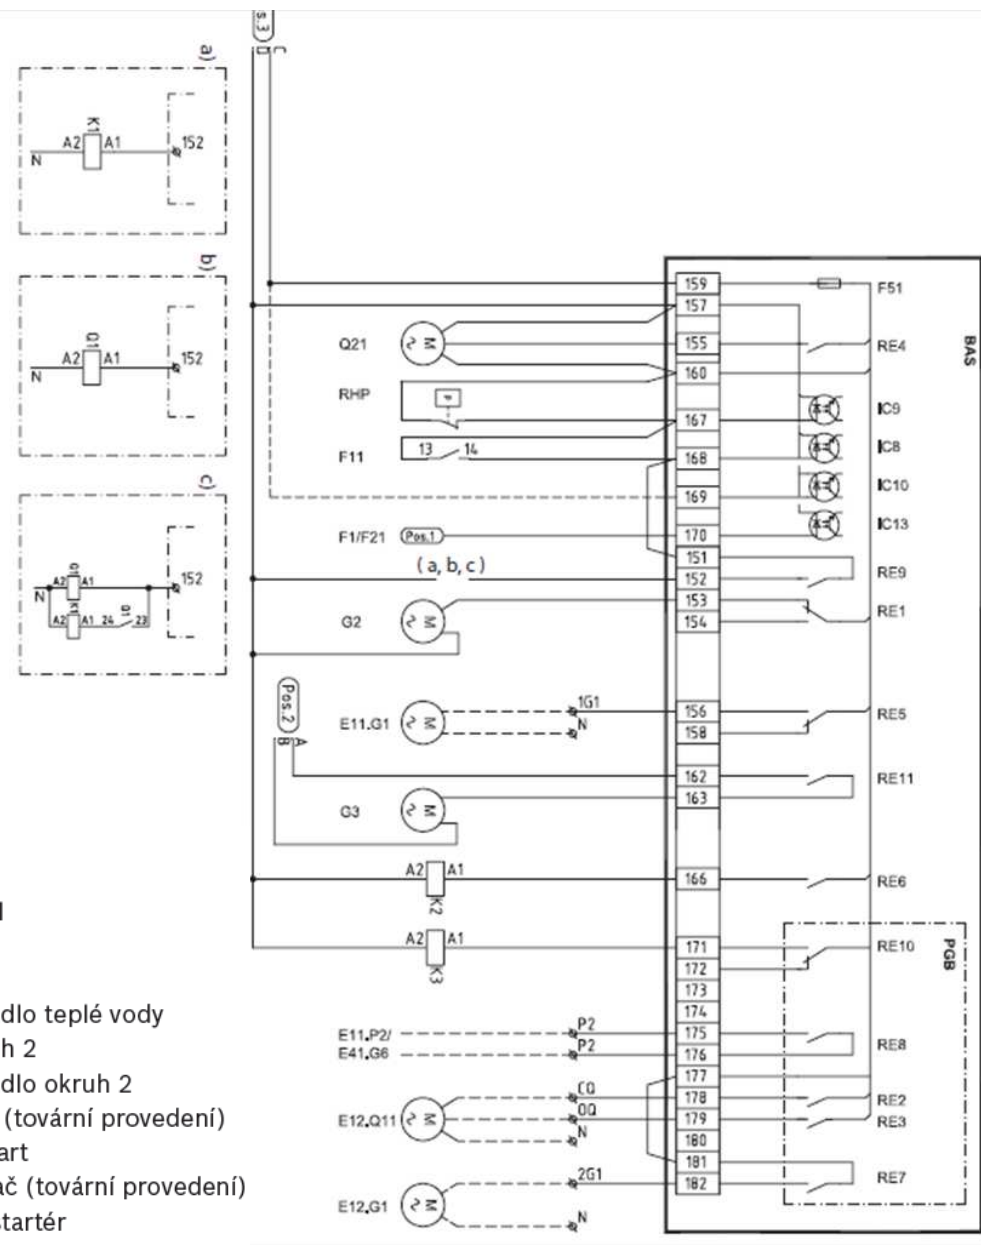 s.3
D C
a)
K1
A2 A1 152
N
b)
Q1
A2 A1 152
N
c)
Q1
A2 A1 152
N
K1 Q1
A2 A1 24 23
BAS
159 F51
157
Q21 M 155 RE4
160
RHP P
167 IC9
F11 13 14 168 IC8
169 IC10
F1/F21 Pos.1 170 IC13
151
( a, b, c ) 152 RE9
153
G2 M 154 RE1
Pos.2
A
B
E11.G1 M 1G1 156 RE5
N 158
162 RE11
G3 M 163
A2 A1 166 RE6
K2
A2 A1 171 RE10
K3
PGB
172
173
174
E11.P2/ P2 175
E41.G6 P2 176 RE8
177
CQ 178 RE2
E12.Q11 M OQ 179 RE3
N 180
181
2G1 182 RE7
E12.G1 M
N
dlo teplé vody
h 2
dlo okruh 2
(tovární provedení)
art
ač (tovární provedení)
startér